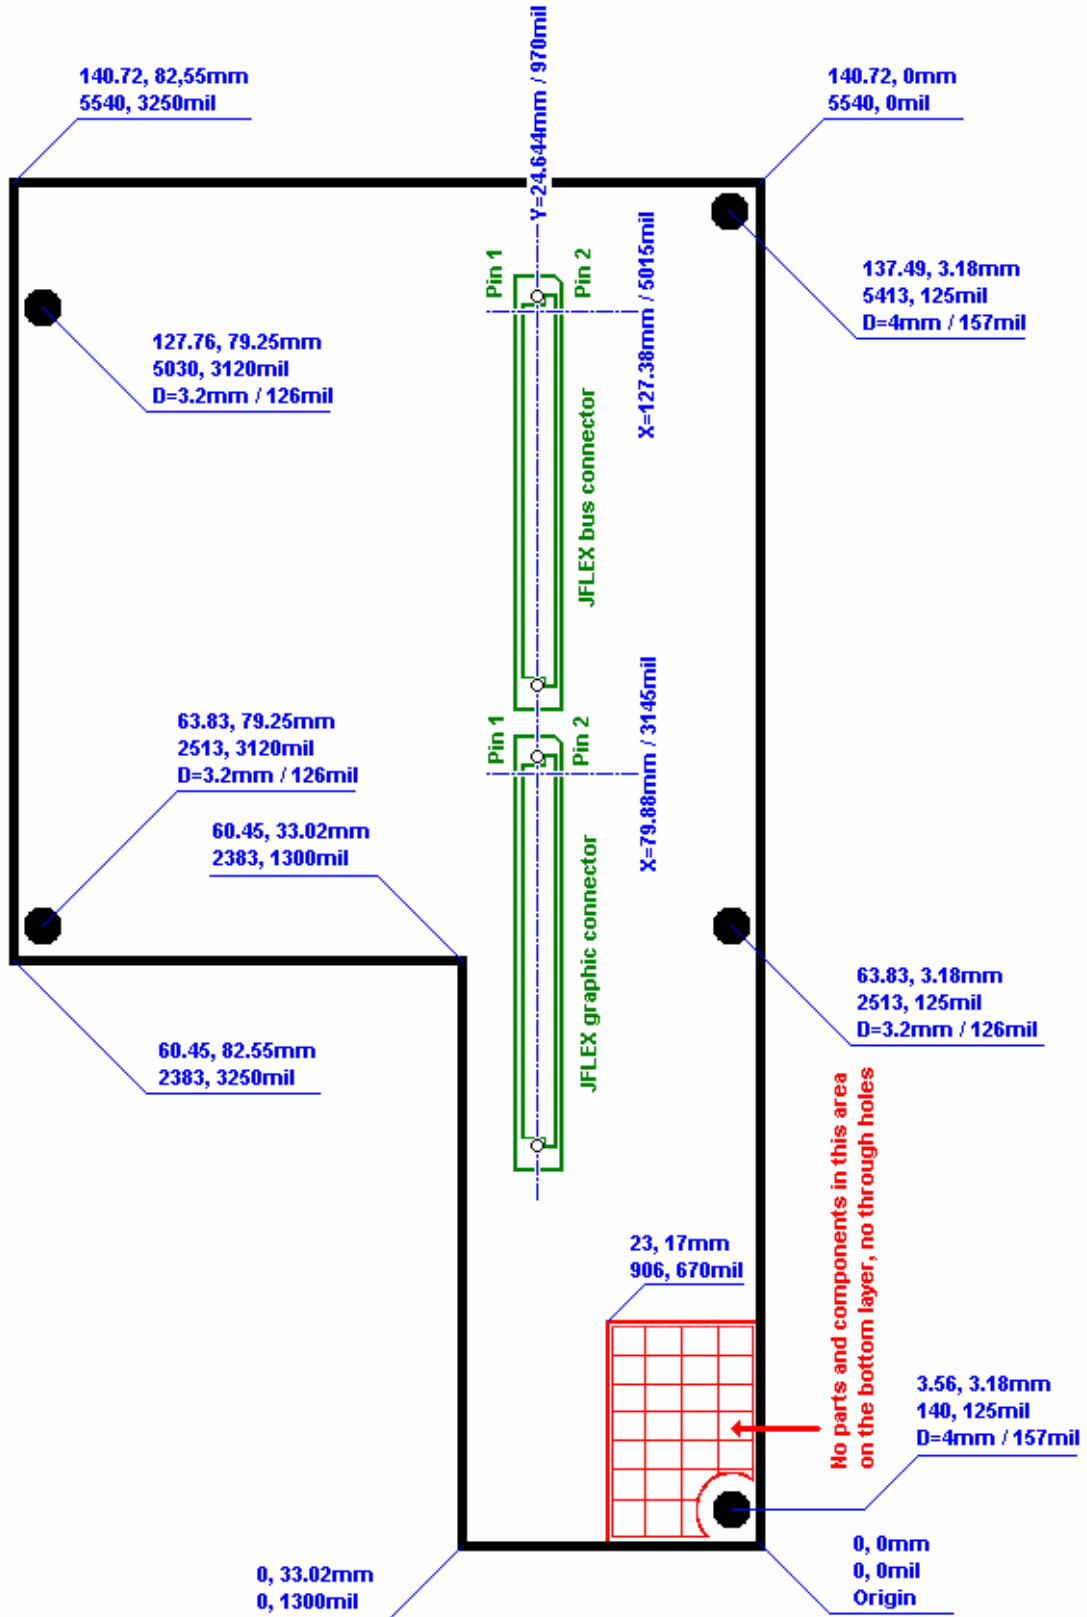 Y=24.644mm / 970mil
140.72, 82,55mm
5540, 3250mil
140.72, 0mm
5540, 0mil
Pin 1
Pin 2
X=127.38mm / 5015mil
137.49, 3.18mm
5413, 125mil
D=4mm / 157mil
127.76, 79.25mm
5030, 3120mil
D=3.2mm / 126mil
JFLEX bus connector
63.83, 79.25mm
2513, 3120mil
D=3.2mm / 126mil
Pin 1
Pin 2
X=79.88mm / 3145mil
60.45, 33.02mm
2383, 1300mil
JFLEX graphic connector
63.83, 3.18mm
2513, 125mil
D=3.2mm / 126mil
60.45, 82.55mm
2383, 3250mil
No parts and components in this area
on the bottom layer, no through holes
23, 17mm
906, 670mil
3.56, 3.18mm
140, 125mil
D=4mm / 157mil
0, 33.02mm
0, 1300mil
0, 0mm
0, 0mil
Origin